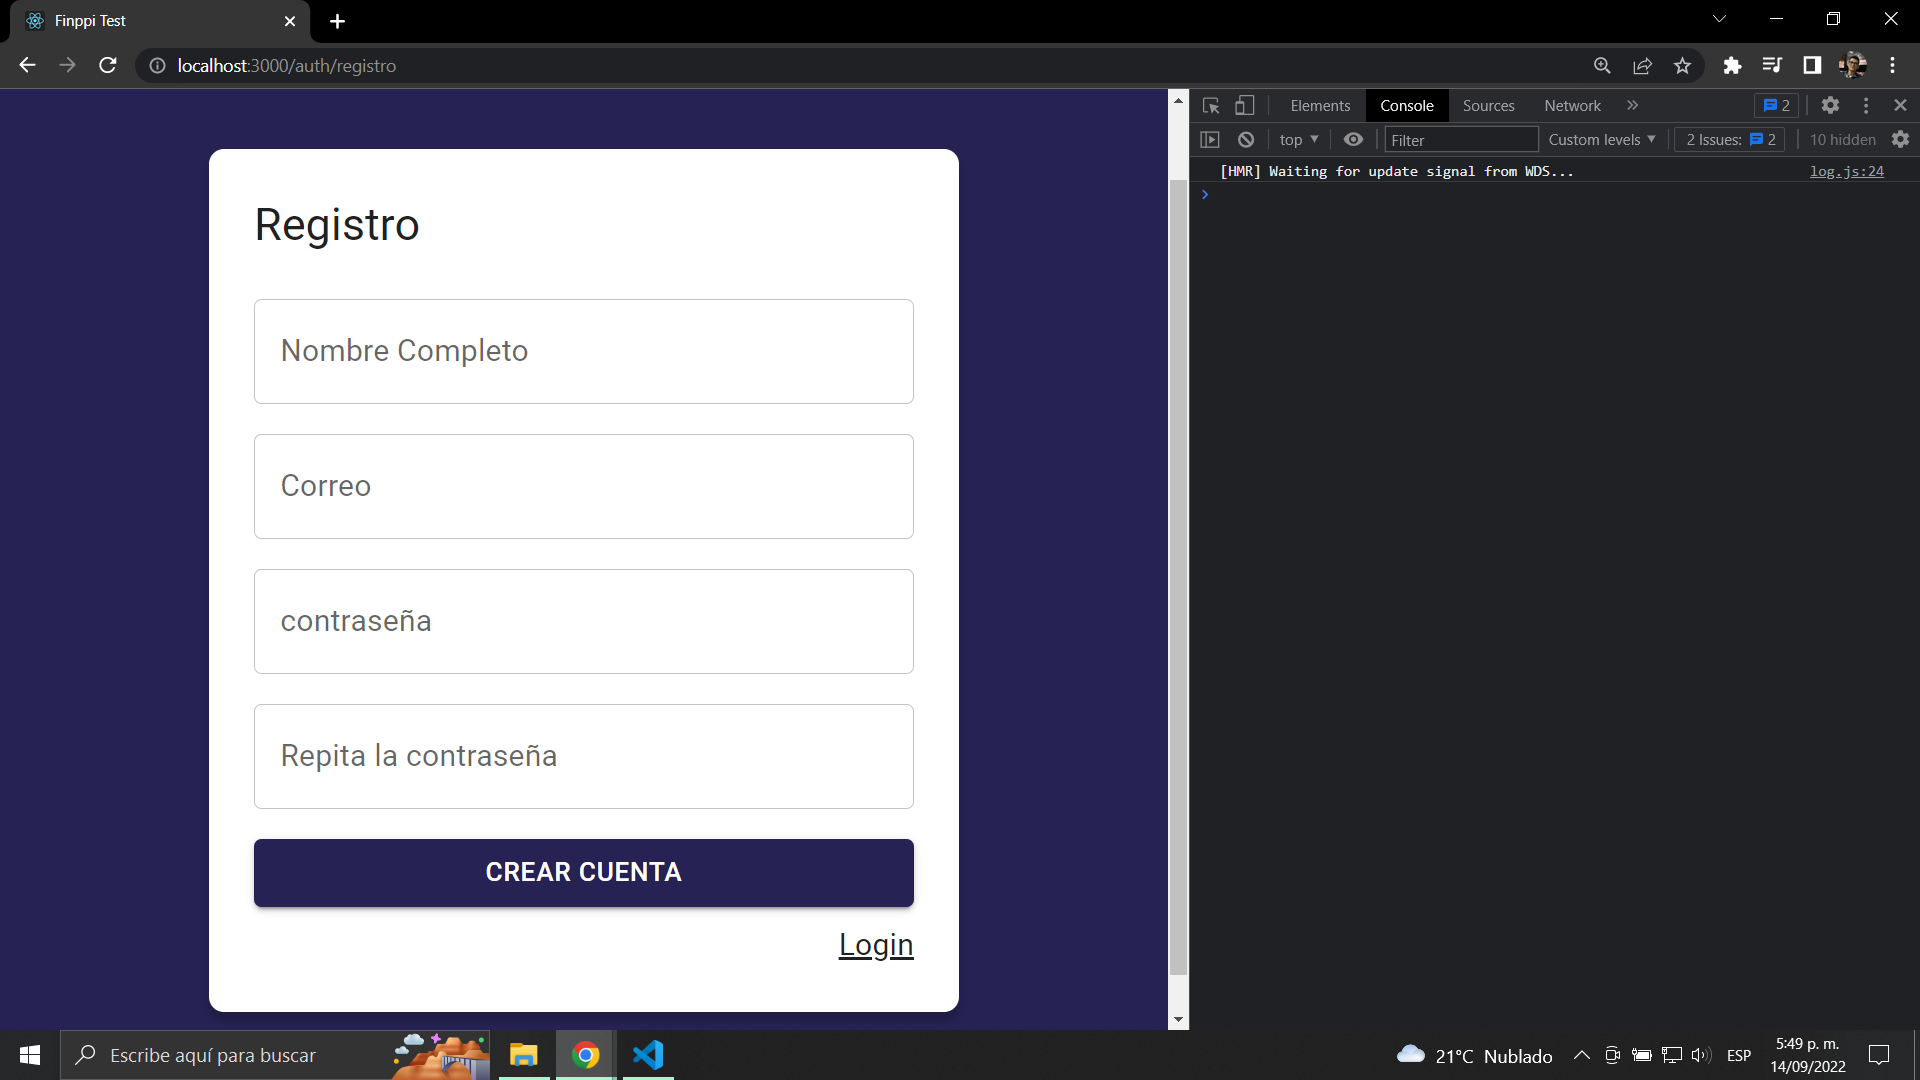 Finppi Test
localhost:3000/auth/registro
Elements Console Sources Network » 2
top Filter Custom levels 2 Issues: 2 10 hidden
[HMR] Waiting for update signal from WDS... log.js:24
Registro
Nombre Completo
Correo
contraseña
Repita la contraseña
CREAR CUENTA
Login
Escribe aquí para buscar
21°C Nublado
ESP
5:49 p. m.
14/09/2022